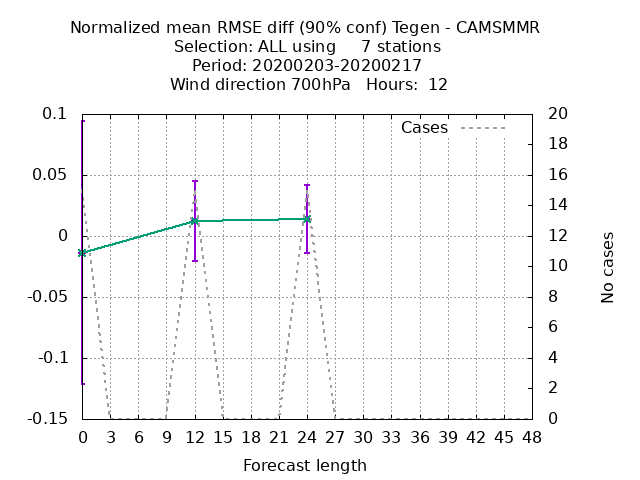 Normalized mean RMSE diff (90% conf) Tegen - CAMSMMR
Selection: ALL using     7 stations
Period: 20200203-20200217
Wind direction 700hPa   Hours:  12
Cases
0.1
0.05
0
-0.05
-0.1
-0.15
20
18
16
14
12
10
8
6
4
2
0
No cases
0 3 6 9 12 15 18 21 24 27 30 33 36 39 42 45 48
Forecast length